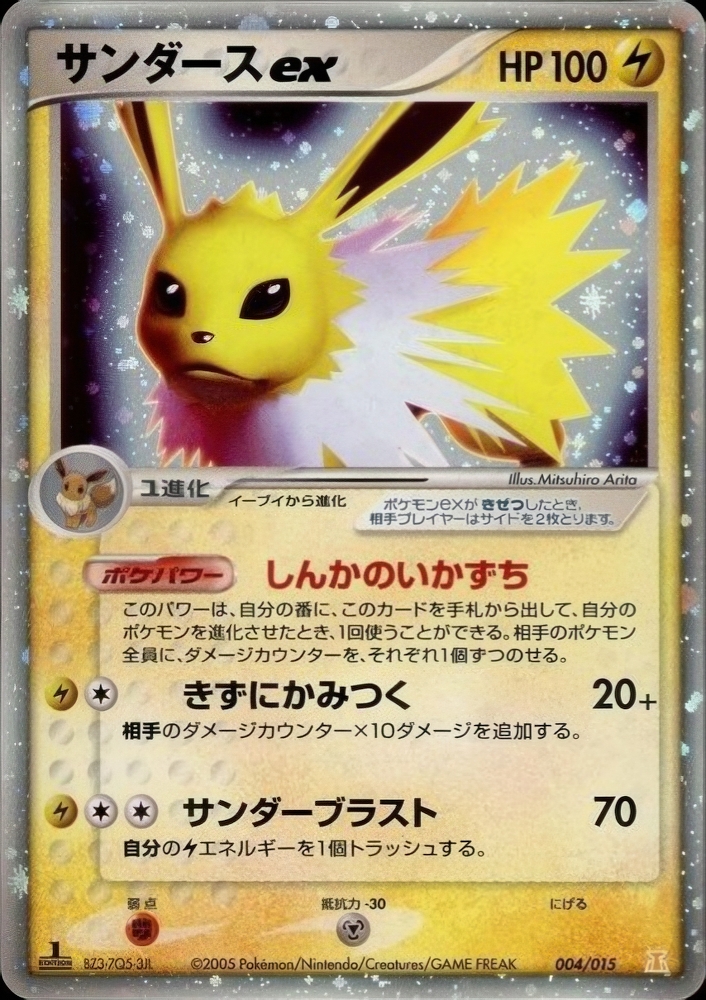 サンダースex HP100
1進化
イーブイから進化
Illus.Mitsuhiro Arita
ポケモンexが きぜつしたとき、
相手プレイヤーはサイドを2枚とります。
ポケパワー しんかのいかずち
このパワーは、自分の番に、このカードを手札から出して、自分の
ポケモンを進化させたとき、1回使うことができる。相手のポケモン
全員に、ダメージカウンターを、それぞれ1個ずつのせる。
きずにかみつく 20+
相手のダメージカウンター×10ダメージを追加する。
サンダーブラスト 70
自分のエネルギーを1個トラッシュする。
弱点 抵抗力 -30 にげる
1 EDITION ©2005 Pokémon/Nintendo/Creatures/GAME FREAK 004/015